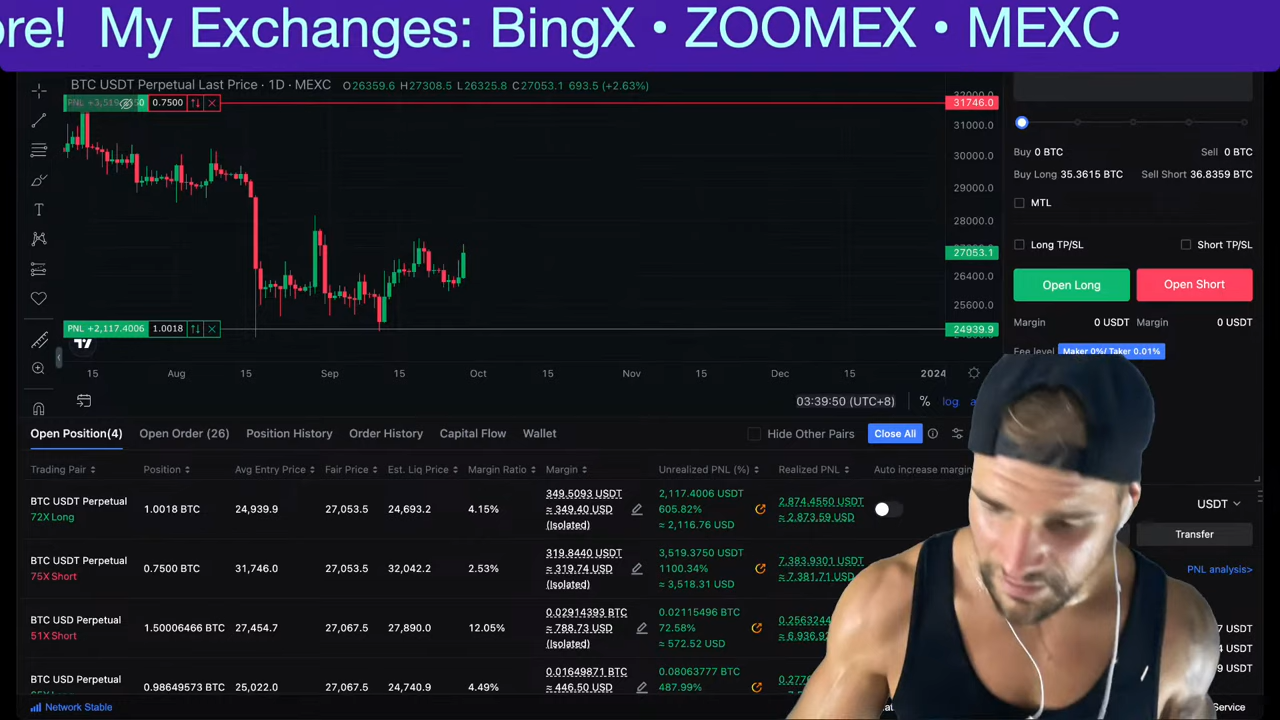 ore! My Exchanges: BingX • ZOOMEX • MEXC
BTC USDT Perpetual Last Price · 1D · MEXC O26359.6 H27308.5 L26325.8 C27053.1 693.5 (+2.63%)
0.7500
31746.0
31000.0
30000.0
29000.0
28000.0
27053.1
26400.0
25600.0
PNL +2,117.4006 1.0018
24939.9
15 Aug 15 Sep 15 Oct 15 Nov 15 Dec 15 2024
03:39:50 (UTC+8) % log
Buy 0 BTC Sell 0 BTC
Buy Long 35.3615 BTC Sell Short 36.8359 BTC
MTL
Long TP/SL Short TP/SL
Open Long Open Short
Margin 0 USDT Margin 0 USDT
Fee level Maker 0%/ Taker 0.01%
Open Position(4) Open Order (26) Position History Order History Capital Flow Wallet Hide Other Pairs Close All
Trading Pair Position Avg Entry Price Fair Price Est. Liq Price Margin Ratio Margin Unrealized PNL (%) Realized PNL Auto increase margin
BTC USDT Perpetual
72X Long
1.0018 BTC 24,939.9 27,053.5 24,693.2 4.15%
349.5093 USDT
≈ 349.40 USD
(Isolated)
2,117.4006 USDT
605.82%
≈ 2,116.76 USD
2,874.4550 USDT
≈ 2,873.59 USD
BTC USDT Perpetual
75X Short
0.7500 BTC 31,746.0 27,053.5 32,042.2 2.53%
319.8440 USDT
≈ 319.74 USD
(Isolated)
3,519.3750 USDT
1100.34%
≈ 3,518.31 USD
7,383.9301 USDT
≈ 7,381.71 USD
BTC USD Perpetual
51X Short
1.50006466 BTC 27,454.7 27,067.5 27,890.0 12.05%
0.02914393 BTC
≈ 788.73 USD
(Isolated)
0.02115496 BTC
72.58%
≈ 572.52 USD
0.2563244
≈ 6,936.9
BTC USD Perpetual
0.98649573 BTC 25,022.0 27,067.5 24,740.9 4.49%
0.01649871 BTC
≈ 446.50 USD
0.08063777 BTC
487.99%
USDT
Transfer
PNL analysis>
Network Stable
Service